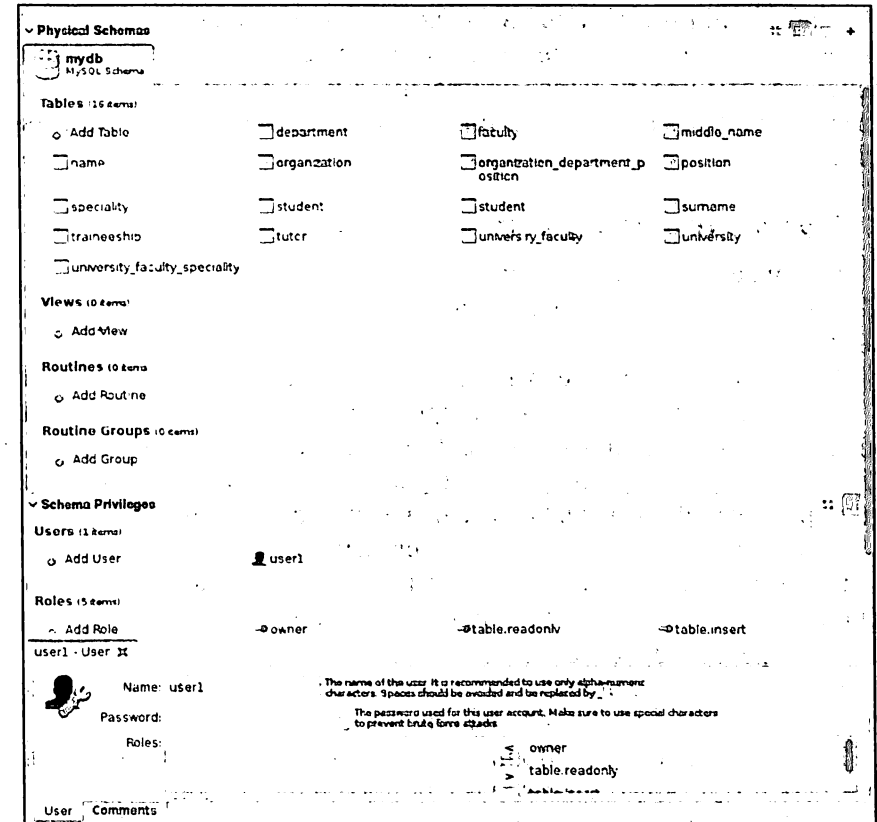 Physical Schemas
mydb
MySQL Schema
Tables (16 items)
Add Table
department
faculty
middle_name
name
organization
organization_department_p
osition
position
speciality
student
student
surname
traineeship
tutor
university_faculty
university
university_faculty_speciality
Views (0 items)
Add View
Routines (0 items
Add Routine
Routine Groups (0 items)
Add Group
Schema Privileges
Users (1 items)
Add User
user1
Roles (5 items)
Add Role
owner
table.readonly
table.insert
user1 - User
Name: user1
The name of the user. It is recommended to use only alpha-numeric
characters. Spaces should be avoided and be replaced by _
Password:
The password used for this user account. Make sure to use special characters
to prevent brute force attacks
Roles:
owner
table.readonly
table.insert
User
Comments